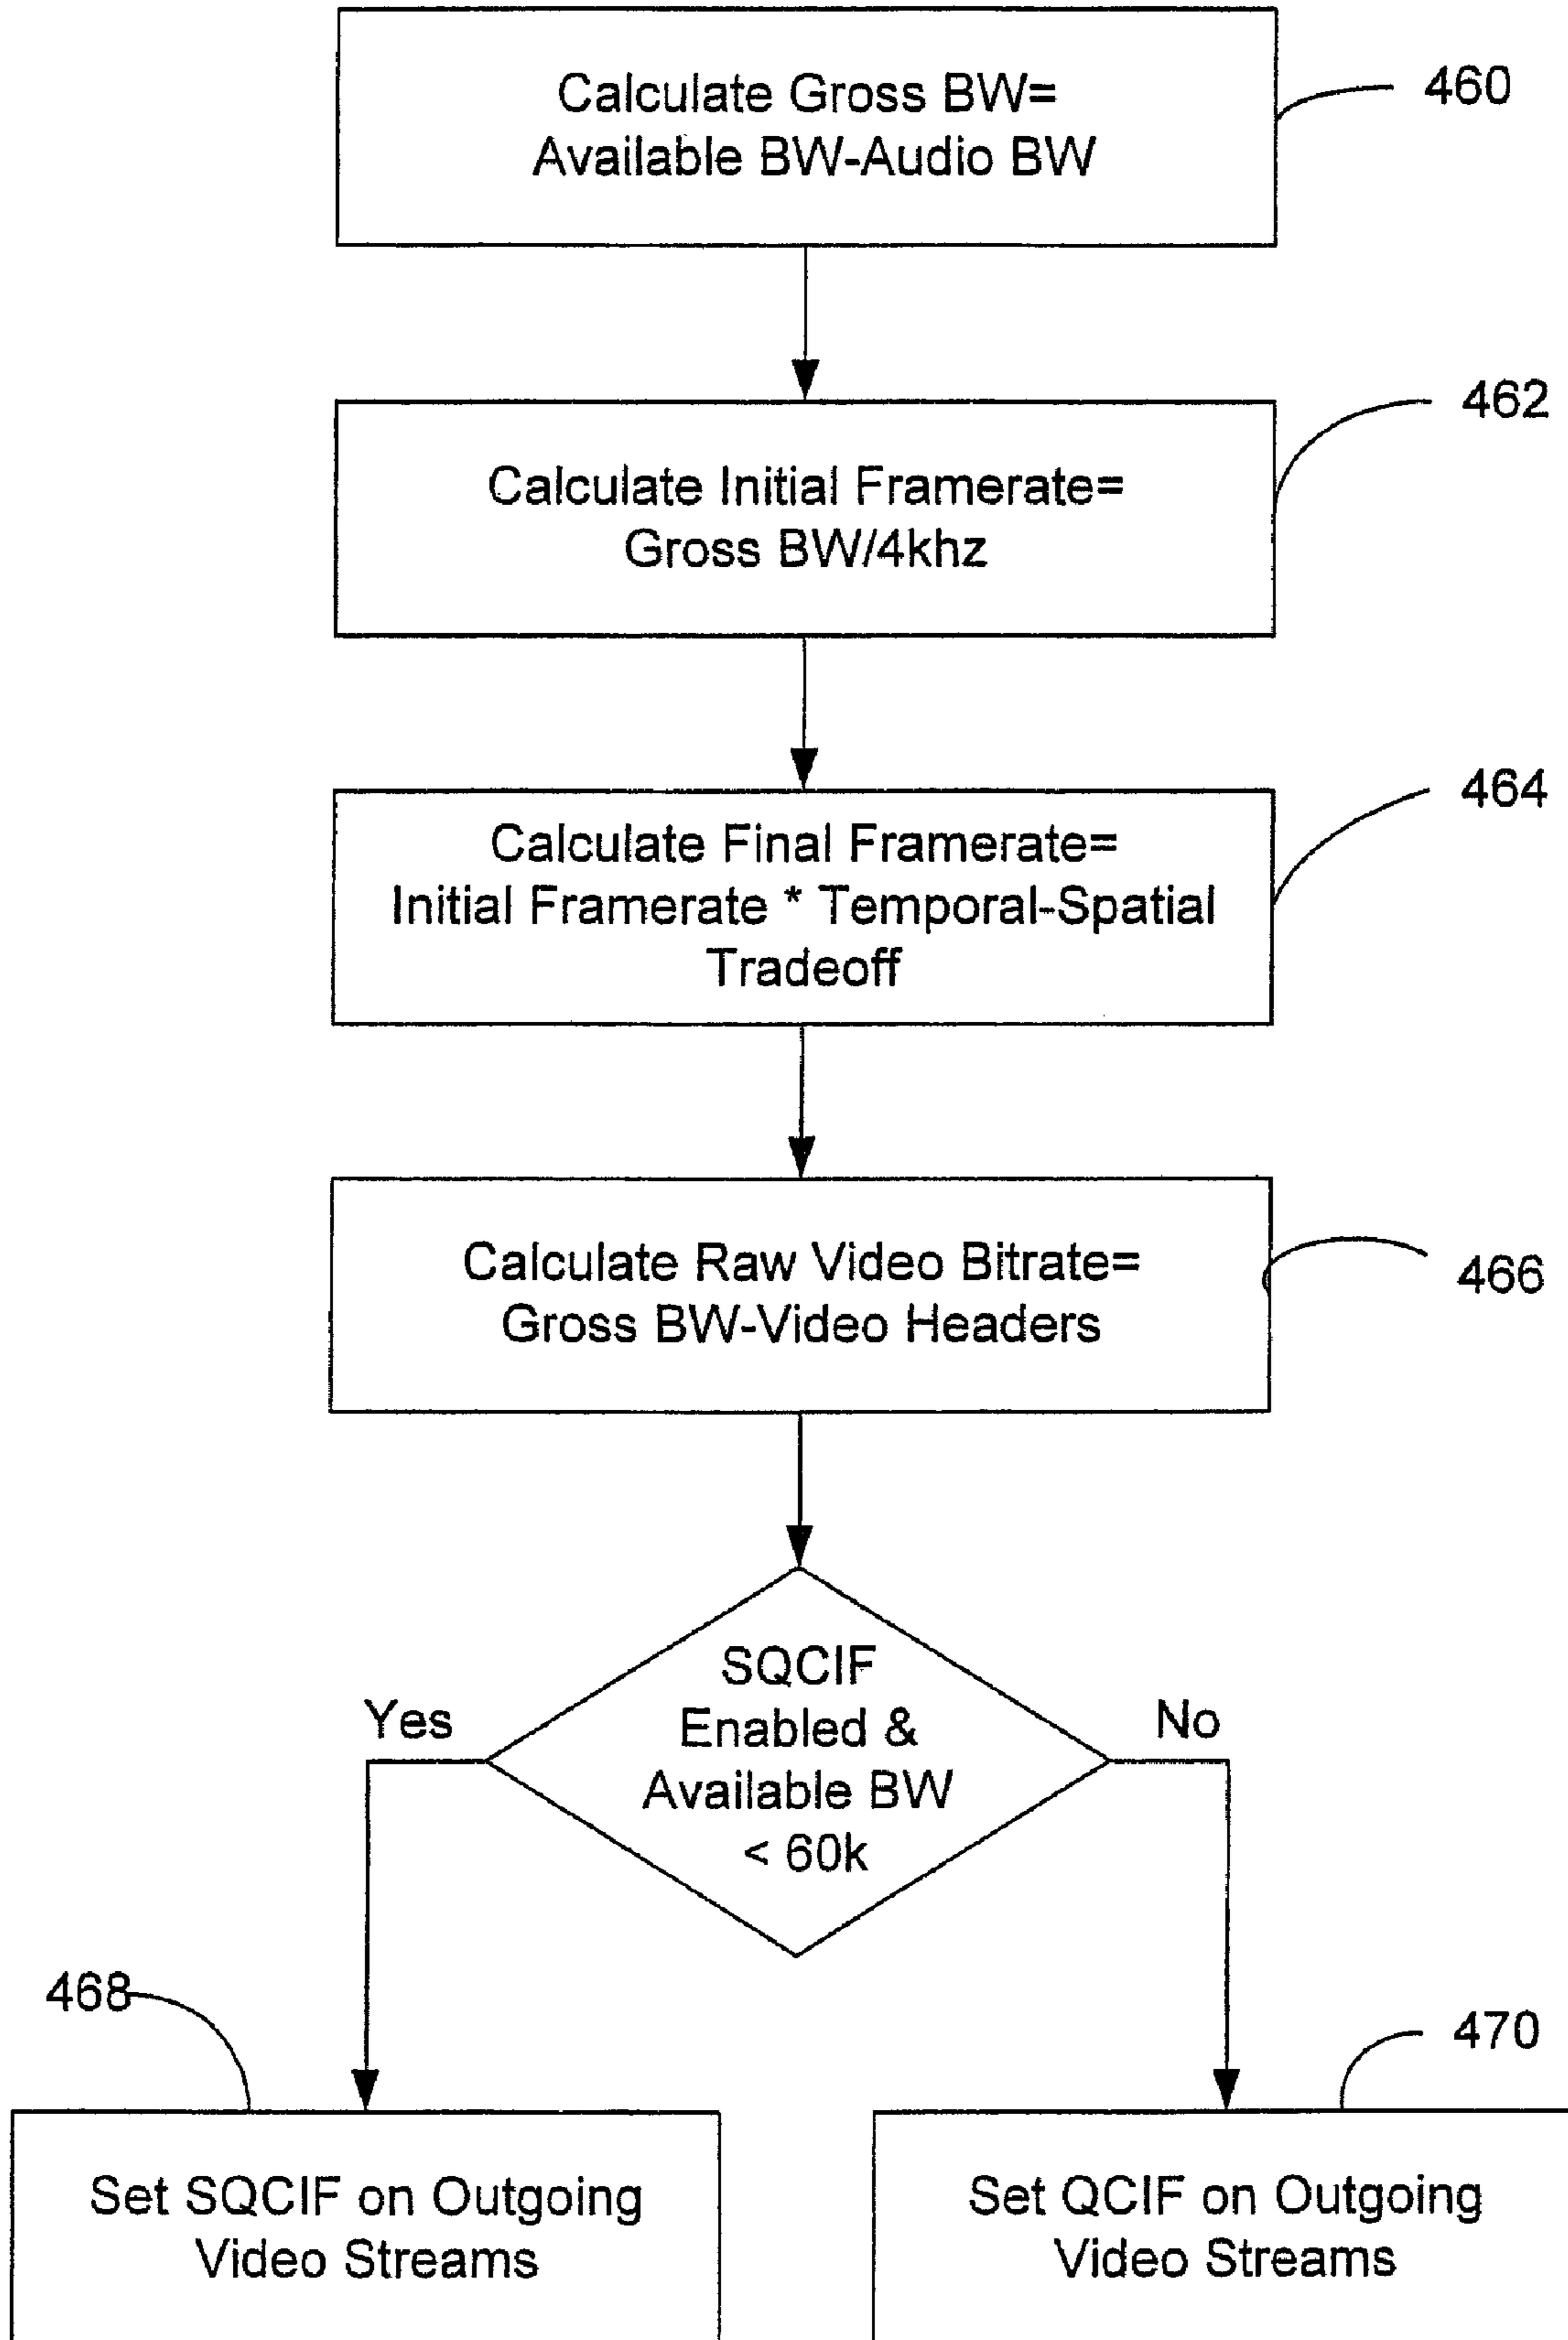 Calculate Gross BW=
Available BW-Audio BW
460
Calculate Initial Framerate=
Gross BW/4khz
462
Calculate Final Framerate=
Initial Framerate * Temporal-Spatial
Tradeoff
464
Calculate Raw Video Bitrate=
Gross BW-Video Headers
466
SQCIF
Enabled &
Available BW
< 60k
Yes
No
468
470
Set SQCIF on Outgoing
Video Streams
Set QCIF on Outgoing
Video Streams